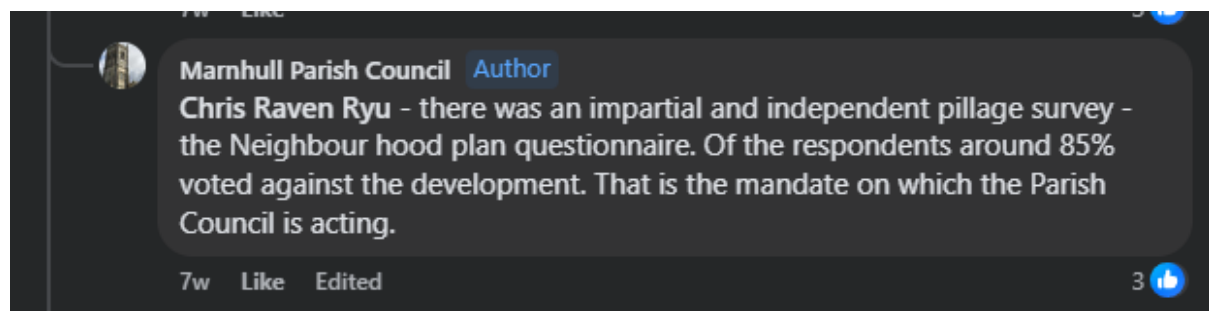 Marnhull Parish Council Author
Chris Raven Ryu - there was an impartial and independent pillage survey -
the Neighbour hood plan questionnaire. Of the respondents around 85%
voted against the development. That is the mandate on which the Parish
Council is acting.
7w Like Edited 3